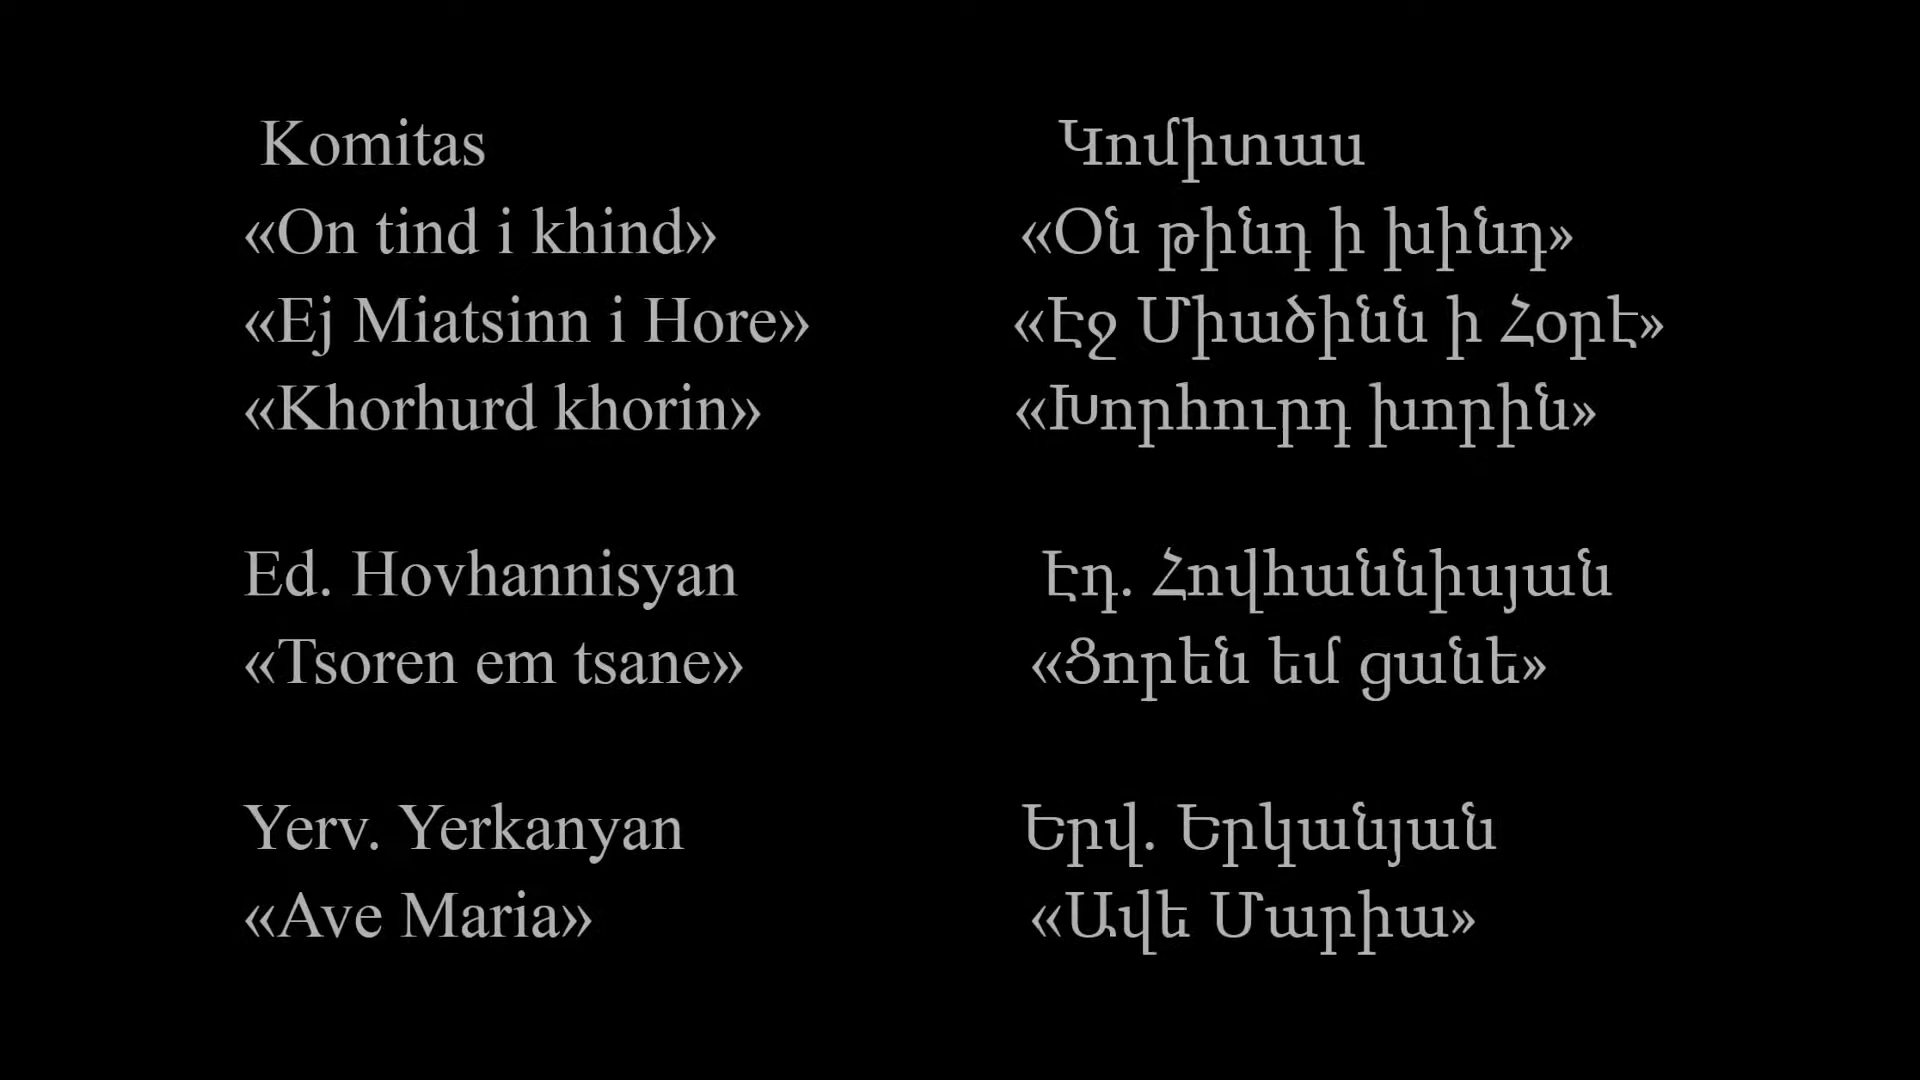 Komitas
«On tind i khind»
«Ej Miatsinn i Hore»
«Khorhurd khorin»
Ed. Hovhannisyan
«Tsoren em tsane»
Yerv. Yerkanyan
«Ave Maria»
Կոմիտաս
«Օն թինդ ի խինդ»
«Էջ Միածինն ի Հօրէ»
«Խորհուրդ խորին»
Էդ. Հովհաննիսյան
«Ցորեն եմ ցանե»
Երվ. Երկանյան
«Ավե Մարիա»